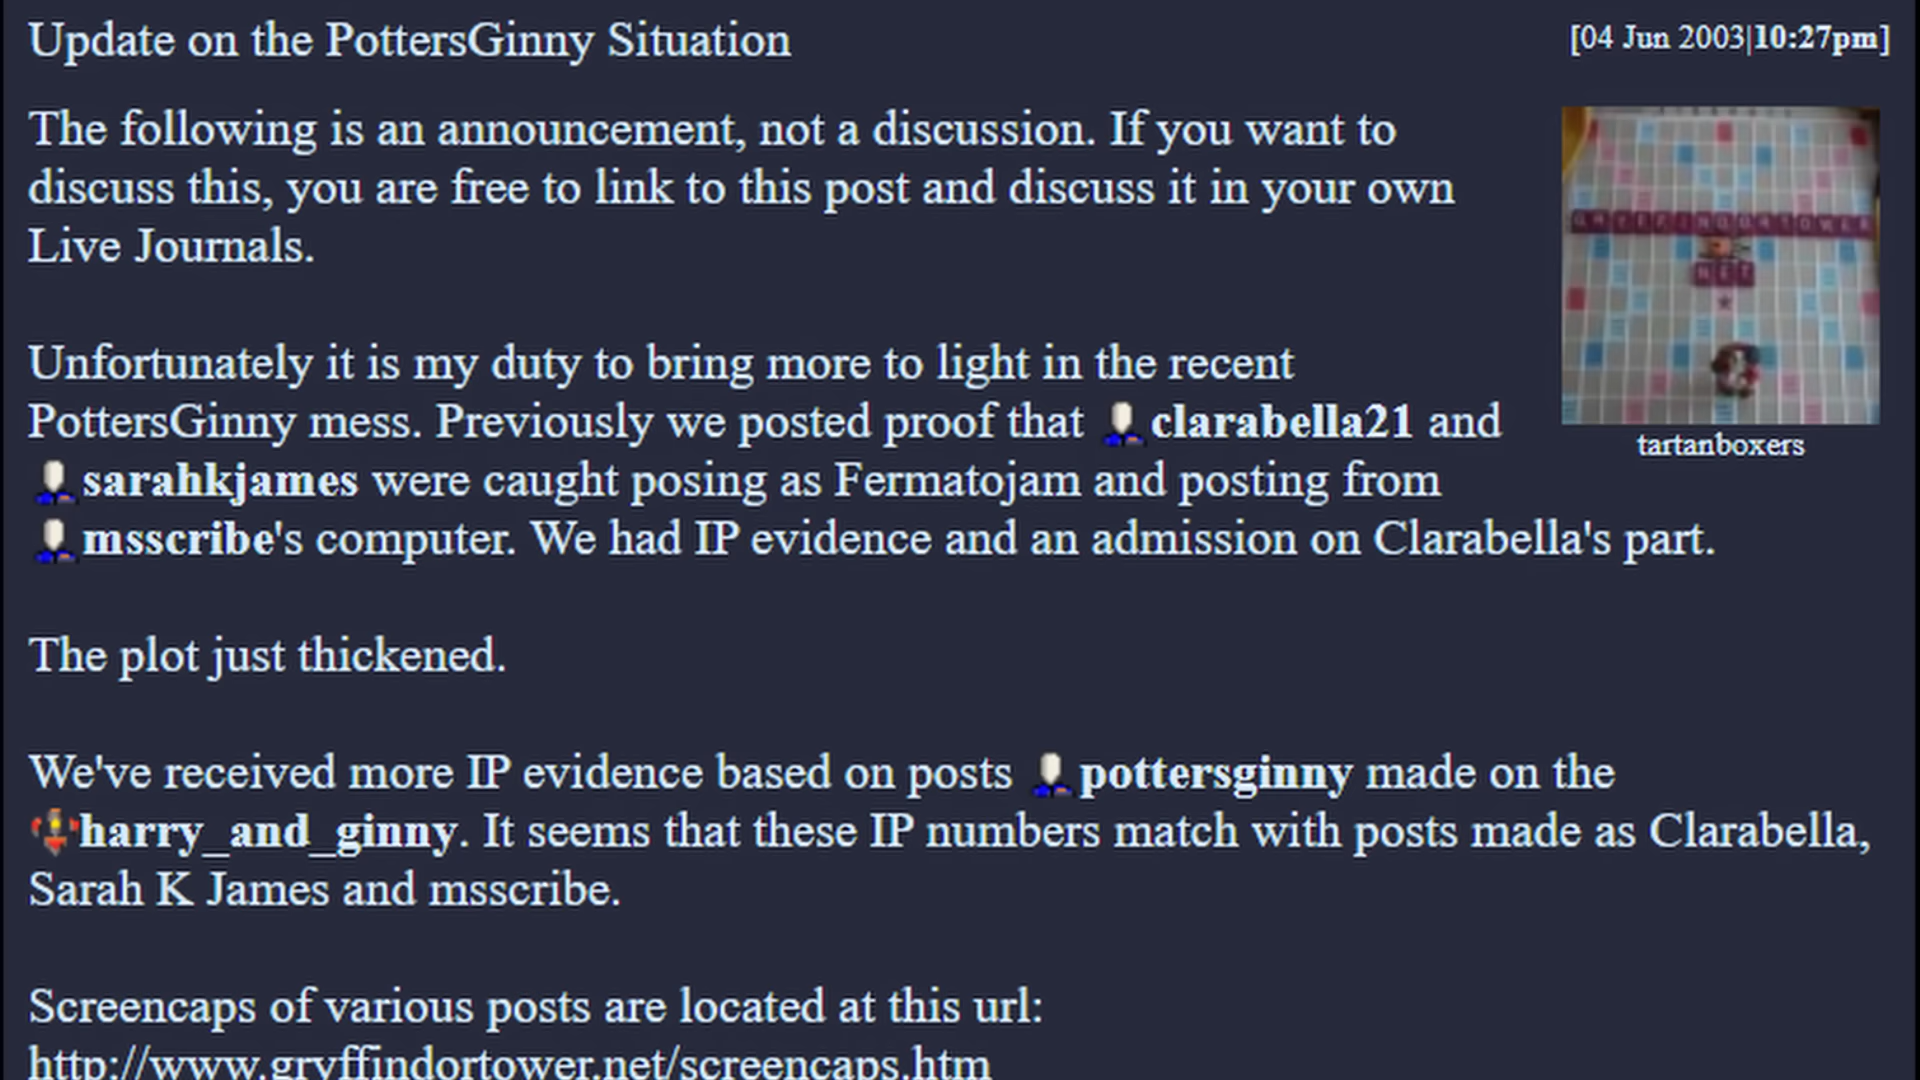 Update on the PottersGinny Situation
[04 Jun 2003|10:27pm]
The following is an announcement, not a discussion. If you want to
discuss this, you are free to link to this post and discuss it in your own
Live Journals.
GRYFFINDORTOWER
NET
tartanboxers
Unfortunately it is my duty to bring more to light in the recent
PottersGinny mess. Previously we posted proof that clarabella21 and
sarahkjames were caught posing as Fermatojam and posting from
msscribe's computer. We had IP evidence and an admission on Clarabella's part.
The plot just thickened.
We've received more IP evidence based on posts pottersginny made on the
harry_and_ginny. It seems that these IP numbers match with posts made as Clarabella,
Sarah K James and msscribe.
Screencaps of various posts are located at this url:
http://www.gryffindortower.net/screencaps.htm